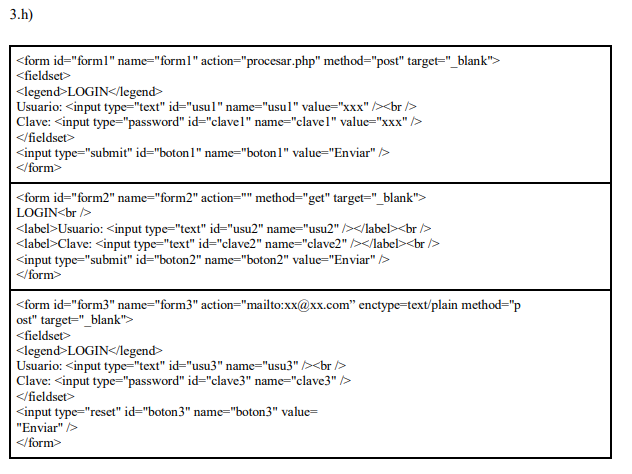 3.h)
<form id="form1" name="form1" action="procesar.php" method="post" target="_blank">
<fieldset>
<legend>LOGIN</legend>
Usuario: <input type="text" id="usu1" name="usu1" value="xxx" /><br />
Clave: <input type="password" id="clave1" name="clave1" value="xxx" />
</fieldset>
<input type="submit" id="boton1" name="boton1" value="Enviar" />
</form>
<form id="form2" name="form2" action="" method="get" target="_blank">
LOGIN<br />
<label>Usuario: <input type="text" id="usu2" name="usu2" /></label><br />
<label>Clave: <input type="text" id="clave2" name="clave2" /></label><br />
<input type="submit" id="boton2" name="boton2" value="Enviar" />
</form>
<form id="form3" name="form3" action="mailto:xx@xx.com” enctype=text/plain method="p
ost" target="_blank">
<fieldset>
<legend>LOGIN</legend>
Usuario: <input type="text" id="usu3" name="usu3" /><br />
Clave: <input type="password" id="clave3" name="clave3" />
</fieldset>
<input type="reset" id="boton3" name="boton3" value=
"Enviar" />
</form>